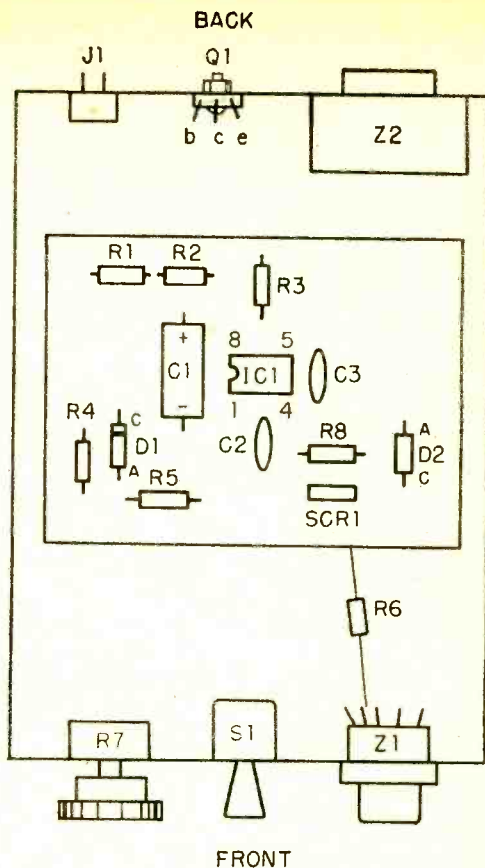 BACK
J1
Q1
b c e
Z2
R1 R2
R3
8 5
+
C1
IC1
C3
-
1 4
R4
C
D1
A
C2
R8
A
D2
C
R5
SCR1
R6
R7
S1
Z1
FRONT